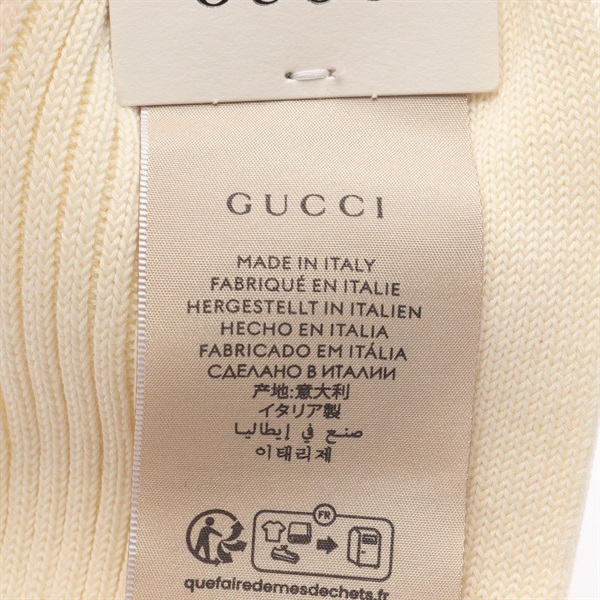 GUCCI
GUCCI
MADE IN ITALY
FABRIQUÉ EN ITALIE
HERGESTELLT IN ITALIEN
HECHO EN ITALIA
FABRICADO EM ITÁLIA
СДЕЛАНО В ИТАЛИИ
产地:意大利
イタリア製
صنع في إيطاليا
이태리제
FR
quefairedemesdechets.fr